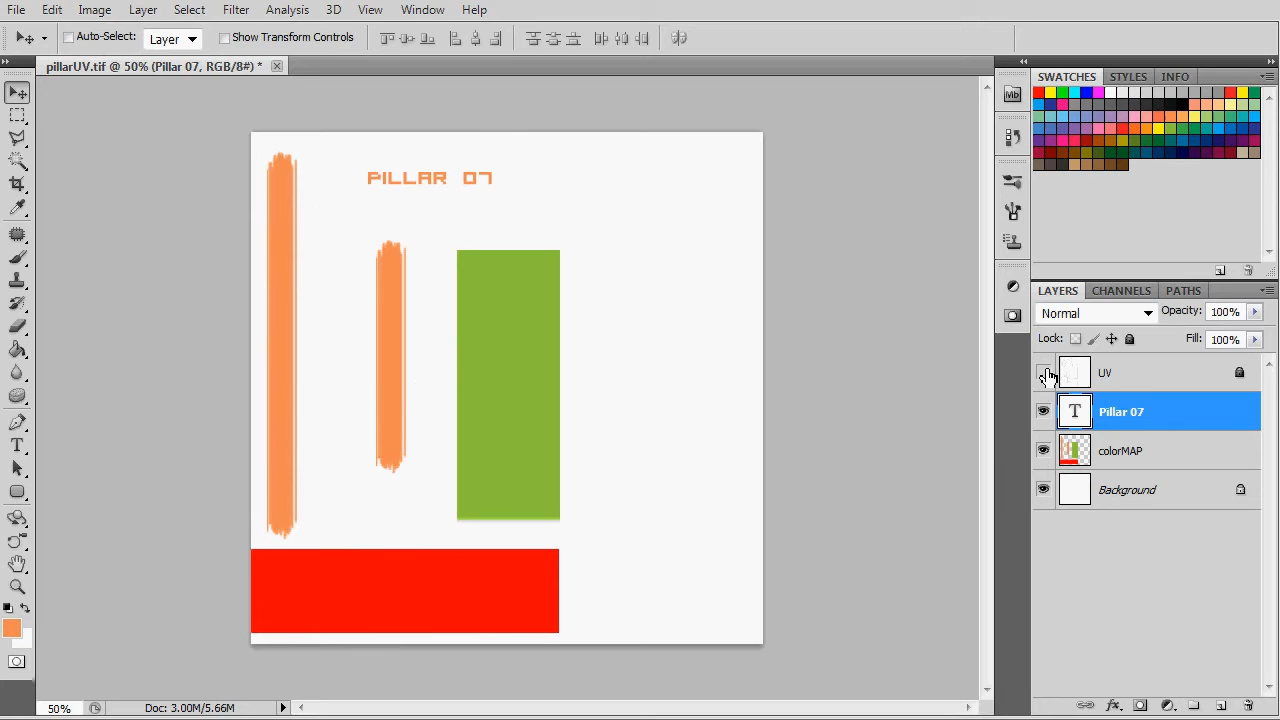 File Edit Image Layer Select Filter Analysis 3D View Window Help
Auto-Select: Layer Show Transform Controls
pillarUV.tif @ 50% (Pillar 07, RGB/8#) *
SWATCHES STYLES INFO
Mb
PILLAR 07
LAYERS CHANNELS PATHS
Normal Opacity: 100%
Lock: Fill: 100%
UV
T Pillar 07
colorMAP
Background
T
fx
50% Doc: 3.00M/5.66M